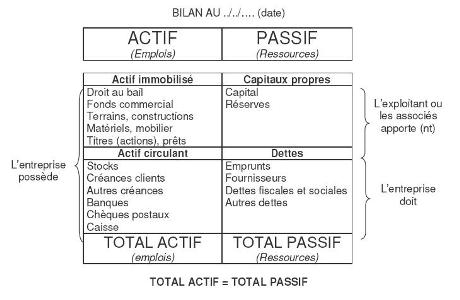 BILAN AU ../../.... (date)
ACTIF
(Emplois)
PASSIF
(Ressources)
Actif immobilisé
Droit au bail
Fonds commercial
Terrains, constructions
Matériels, mobilier
Titres (actions), prêts
Capitaux propres
Capital
Réserves
L'exploitant ou
les associés
apporte (nt)
L'entreprise
possède
Actif circulant
Stocks
Créances clients
Autres créances
Banques
Chèques postaux
Caisse
Dettes
Emprunts
Fournisseurs
Dettes fiscales et sociales
Autres dettes
L'entreprise
doit
TOTAL ACTIF
(emplois)
TOTAL PASSIF
(Ressources)
TOTAL ACTIF = TOTAL PASSIF